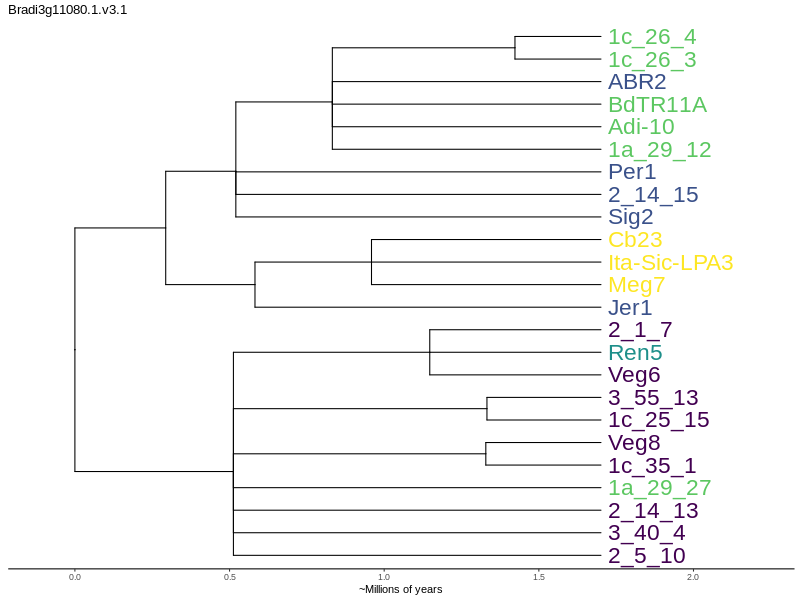 Bradi3g11080.1.v3.1
1c_26_4
1c_26_3
ABR2
BdTR11A
Adi-10
1a_29_12
Per1
2_14_15
Sig2
Cb23
Ita-Sic-LPA3
Meg7
Jer1
2_1_7
Ren5
Veg6
3_55_13
1c_25_15
Veg8
1c_35_1
1a_29_27
2_14_13
3_40_4
2_5_10
0.0 0.5 1.0 1.5 2.0
~Millions of years